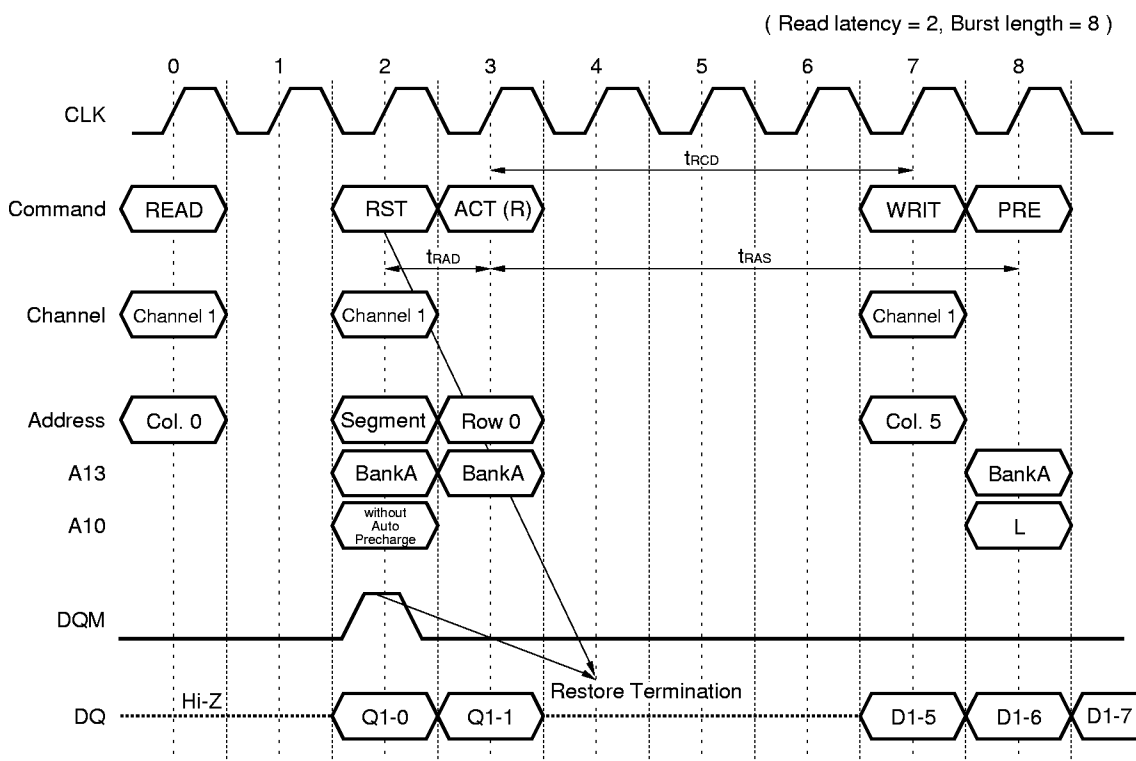 ( Read latency = 2, Burst length = 8 )
0 1 2 3 4 5 6 7 8
CLK
tRCD
Command READ RST ACT (R) WRIT PRE
tRAD tRAS
Channel Channel 1 Channel 1 Channel 1
Address Col. 0 Segment Row 0 Col. 5
A13 BankA BankA BankA
A10 without Auto Precharge L
DQM
Restore Termination
Hi-Z
DQ Q1-0 Q1-1 D1-5 D1-6 D1-7